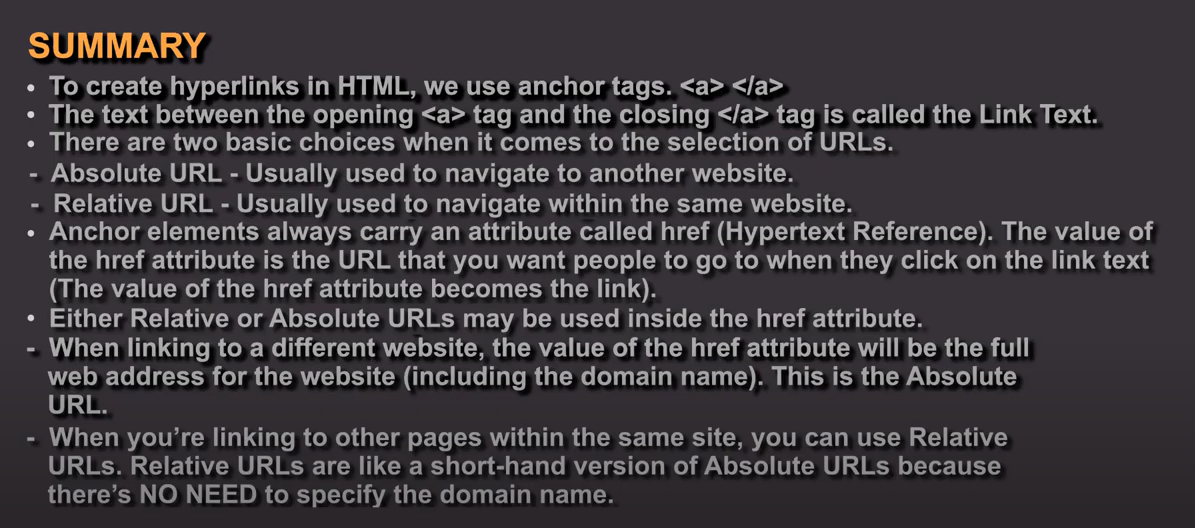 SUMMARY
• To create hyperlinks in HTML, we use anchor tags. <a> </a>
• The text between the opening <a> tag and the closing </a> tag is called the Link Text.
• There are two basic choices when it comes to the selection of URLs.
- Absolute URL - Usually used to navigate to another website.
- Relative URL - Usually used to navigate within the same website.
• Anchor elements always carry an attribute called href (Hypertext Reference). The value of
the href attribute is the URL that you want people to go to when they click on the link text
(The value of the href attribute becomes the link).
• Either Relative or Absolute URLs may be used inside the href attribute.
- When linking to a different website, the value of the href attribute will be the full
web address for the website (including the domain name). This is the Absolute
URL.
- When you’re linking to other pages within the same site, you can use Relative
URLs. Relative URLs are like a short-hand version of Absolute URLs because
there’s NO NEED to specify the domain name.